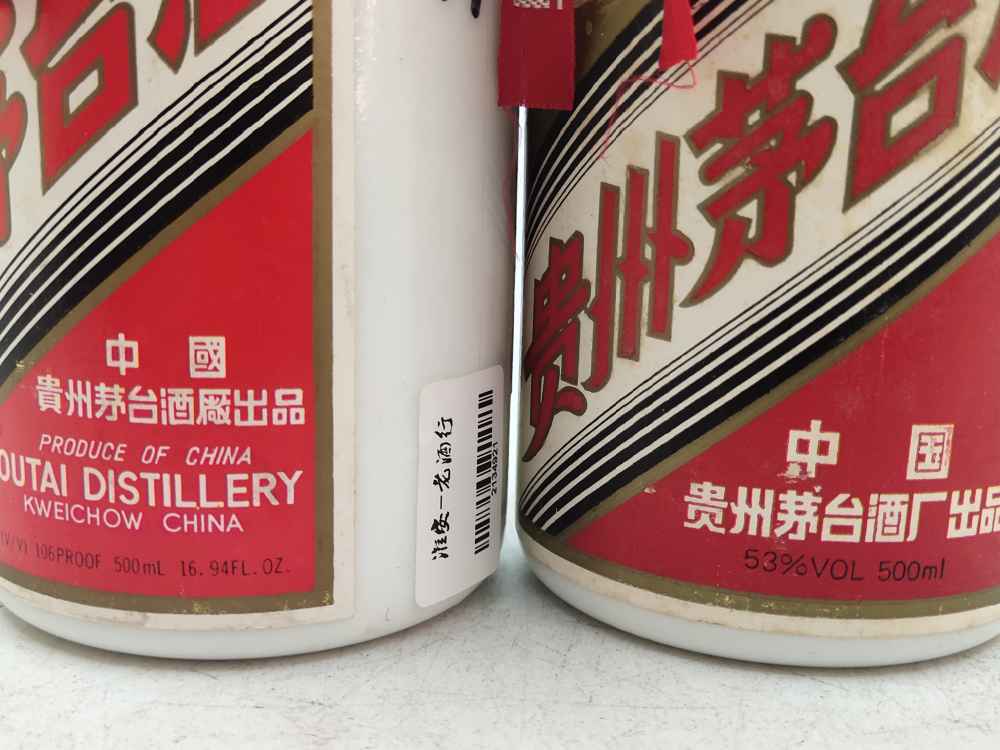 台
中 國
貴州茅台酒廠出品
PRODUCE OF CHINA
OUTAI DISTILLERY
KWEICHOW CHINA
106PROOF 500mL 16.94FL.OZ.
淮安一老酒行
2134921
贵州茅台
中 国
贵州茅台酒厂出品
53%VOL 500ml